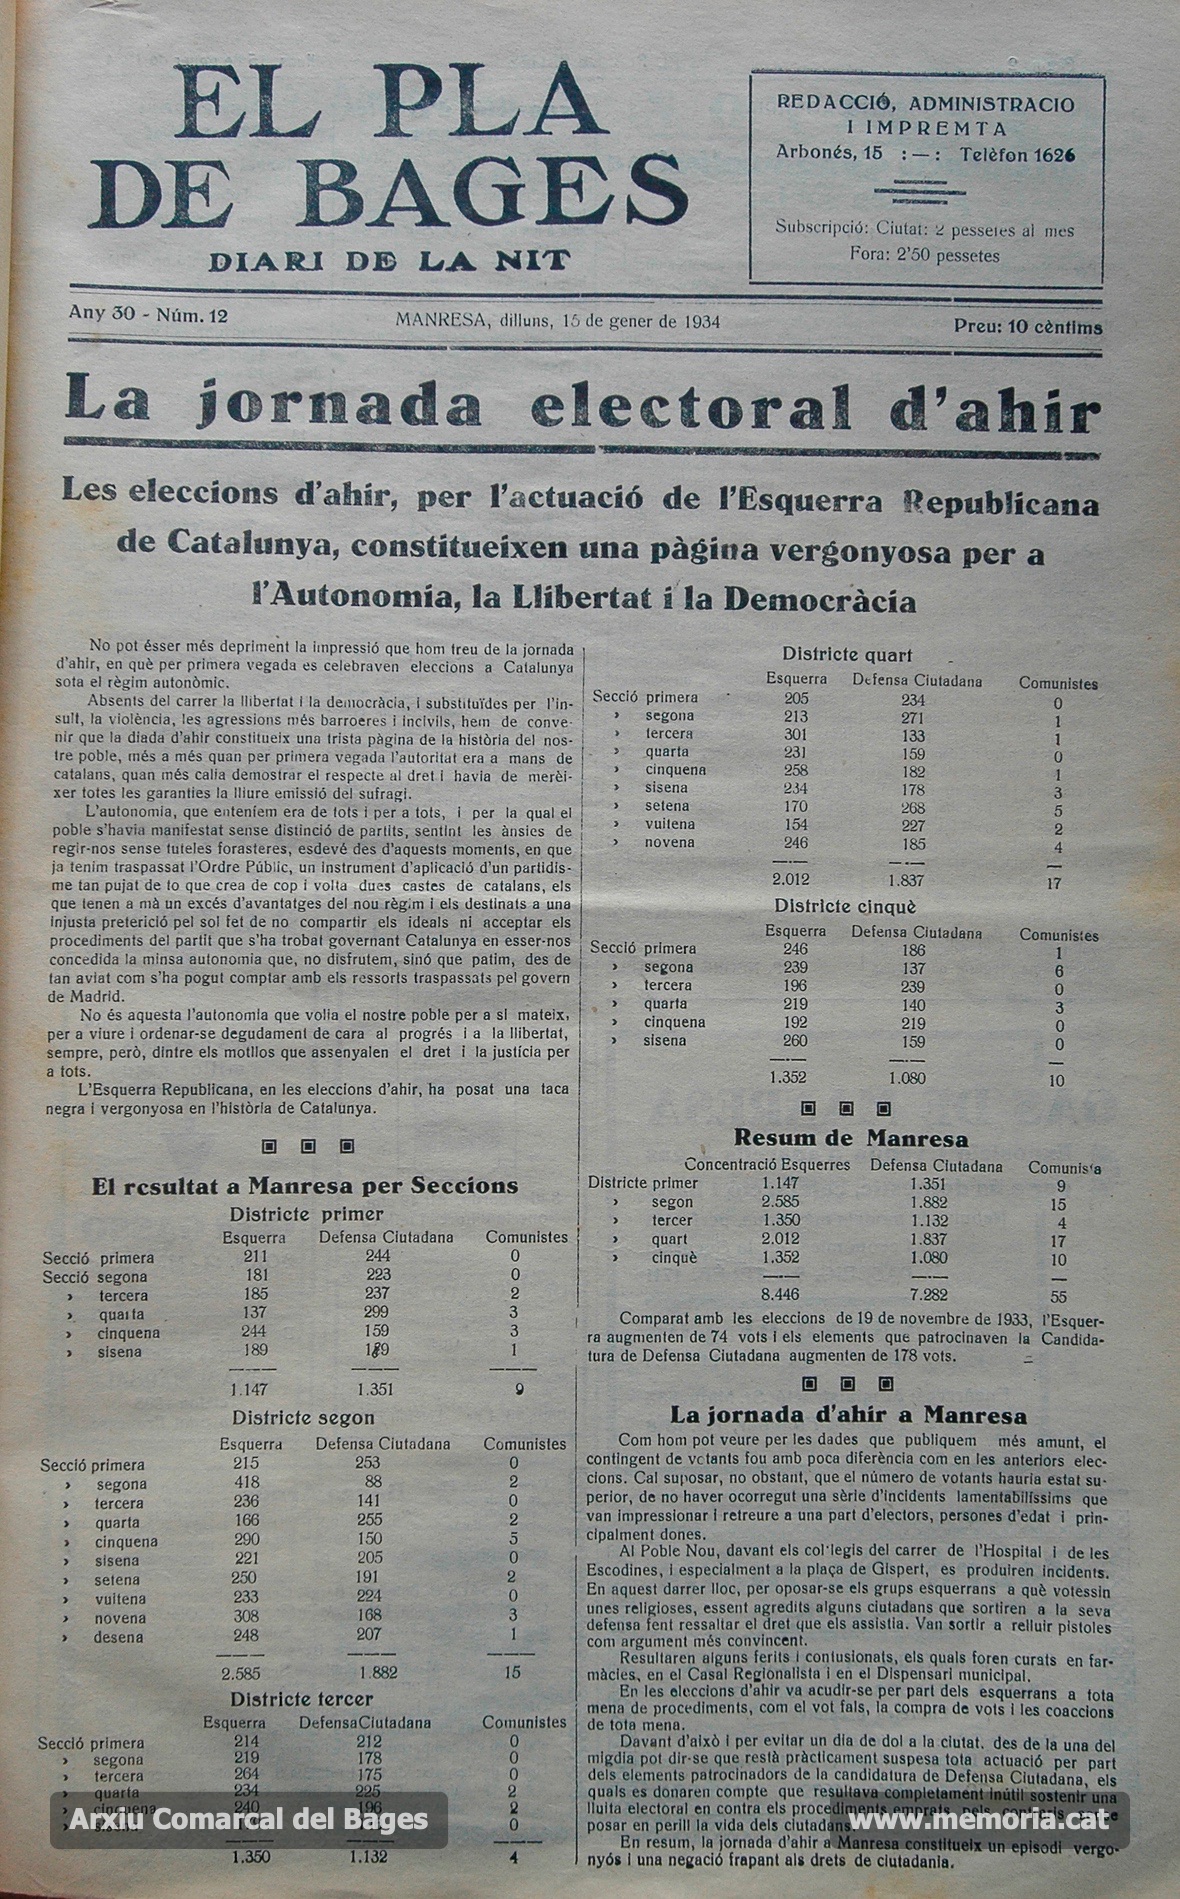 EL PLA
DE BAGES
DIARI DE LA NIT
REDACCIÓ, ADMINISTRACIO
I IMPREMTA
Arbonés, 15 :—: Telèfon 1626
Subscripció: Ciutat: 2 pessetes al mes
Fora: 2'50 pessetes
Any 30 - Núm. 12
MANRESA, dilluns, 15 de gener de 1934
Preu: 10 cèntims
La jornada electoral d'ahir
Les eleccions d'ahir, per l'actuació de l'Esquerra Republicana
de Catalunya, constitueixen una pàgina vergonyosa per a
l'Autonomia, la Llibertat i la Democràcia
No pot ésser més depriment la impressió que hom treu de la jornada
d'ahir, en què per primera vegada es celebraven eleccions a Catalunya
sota el règim autonòmic.
Absents del carrer la llibertat i la democràcia, i substituïdes per l'in-
sult, la violència, les agressions més barroeres i incivils, hem de conve-
nir que la diada d'ahir constitueix una trista pàgina de la història del nos-
tre poble, més a més quan per primera vegada l'autoritat era a mans de
catalans, quan més calia demostrar el respecte al dret i havia de merèi-
xer totes les garanties la lliure emissió del sufragi.
L'autonomia, que enteníem era de tots i per a tots, i per la qual el
poble s'havia manifestat sense distinció de partits, sentint les ànsies de
regir-nos sense tuteles forasteres, esdevé des d'aquests moments, en que
ja tenim traspassat l'Ordre Públic, un instrument d'aplicació d'un partidis-
me tan pujat de to que crea de cop i volta dues castes de catalans, els
que tenen a mà un excés d'avantatges del nou règim i els destinats a una
injusta preterició pel sol fet de no compartir els ideals ni acceptar els
procediments del partit que s'ha trobat governant Catalunya en esser-nos
concedida la minsa autonomia que, no disfrutem, sinó que patim, des de
tan aviat com s'ha pogut comptar amb els ressorts traspassats pel govern
de Madrid.
No és aquesta l'autonomia que volia el nostre poble per a si mateix,
per a viure i ordenar-se degudament de cara al progrés i a la llibertat,
sempre, però, dintre els motllos que assenyalen el dret i la justícia per
a tots.
L'Esquerra Republicana, en les eleccions d'ahir, ha posat una taca
negra i vergonyosa en l'història de Catalunya.
El resultat a Manresa per Seccions
Districte primer
Esquerra Defensa Ciutadana Comunistes
Secció primera 211 244 0
Secció segona 181 223 0
› tercera 185 237 2
› quarta 137 299 3
› cinquena 244 159 3
› sisena 189 189 1
1.147 1.351 9
Districte segon
Esquerra Defensa Ciutadana Comunistes
Secció primera 215 253 0
› segona 418 88 2
› tercera 236 141 0
› quarta 166 255 2
› cinquena 290 150 5
› sisena 221 205 0
› setena 250 191 2
› vuitena 233 224 0
› novena 308 168 3
› desena 248 207 1
2.585 1.882 15
Districte tercer
Esquerra DefensaCiutadana Comunistes
Secció primera 214 212 0
› segona 219 178 0
› tercera 264 175 0
› quarta 234 225 2
› cinquena 240 196 2
› sisena 0
1.350 1.132 4
Districte quart
Esquerra Defensa Ciutadana Comunistes
Secció primera 205 234 0
› segona 213 271 1
› tercera 301 133 1
› quarta 231 159 0
› cinquena 258 182 1
› sisena 234 178 3
› setena 170 268 5
› vuitena 154 227 2
› novena 246 185 4
2.012 1.837 17
Districte cinquè
Esquerra Defensa Ciutadana Comunistes
Secció primera 246 186 1
› segona 239 137 6
› tercera 196 239 0
› quarta 219 140 3
› cinquena 192 219 0
› sisena 260 159 0
1.352 1.080 10
Resum de Manresa
Concentració Esquerres Defensa Ciutadana Comunista
Districte primer 1.147 1.351 9
› segon 2.585 1.882 15
› tercer 1.350 1.132 4
› quart 2.012 1.837 17
› cinquè 1.352 1.080 10
8.446 7.282 55
Comparat amb les eleccions de 19 de novembre de 1933, l'Esquer-
ra augmenten de 74 vots i els elements que patrocinaven la Candida-
tura de Defensa Ciutadana augmenten de 178 vots.
La jornada d'ahir a Manresa
Com hom pot veure per les dades que publiquem més amunt, el
contingent de votants fou amb poca diferència com en les anteriors elec-
cions. Cal suposar, no obstant, que el número de votants hauria estat su-
perior, de no haver ocorregut una sèrie d'incidents lamentabilíssims que
van impressionar i retreure a una part d'electors, persones d'edat i prin-
cipalment dones.
Al Poble Nou, davant els col·legis del carrer de l'Hospital i de les
Escodines, i especialment a la plaça de Gispert, es produiren incidents.
En aquest darrer lloc, per oposar-se els grups esquerrans a què votessin
unes religioses, essent agredits alguns ciutadans que sortiren a la seva
defensa fent ressaltar el dret que els assistia. Van sortir a relluir pistoles
com argument més convincent.
Resultaren alguns ferits i contusionats, els quals foren curats en far-
màcies, en el Casal Regionalista i en el Dispensari municipal.
En les eleccions d'ahir va acudir-se per part dels esquerrans a tota
mena de procediments, com el vot fals, la compra de vots i les coaccions
de tota mena.
Davant d'això i per evitar un dia de dol a la ciutat, des de la una del
migdia pot dir-se que restà pràcticament suspesa tota actuació per part
dels elements patrocinadors de la candidatura de Defensa Ciutadana, els
quals es donaren compte que resultava completament inútil sostenir una
lluita electoral en contra els procediments emprats pels contraris sense
posar en perill la vida dels ciutadans.
En resum, la jornada d'ahir a Manresa constitueix un episodi vergo-
nyós i una negació frapant als drets de ciutadania.
Arxiu Comarcal del Bages
www.memoria.cat